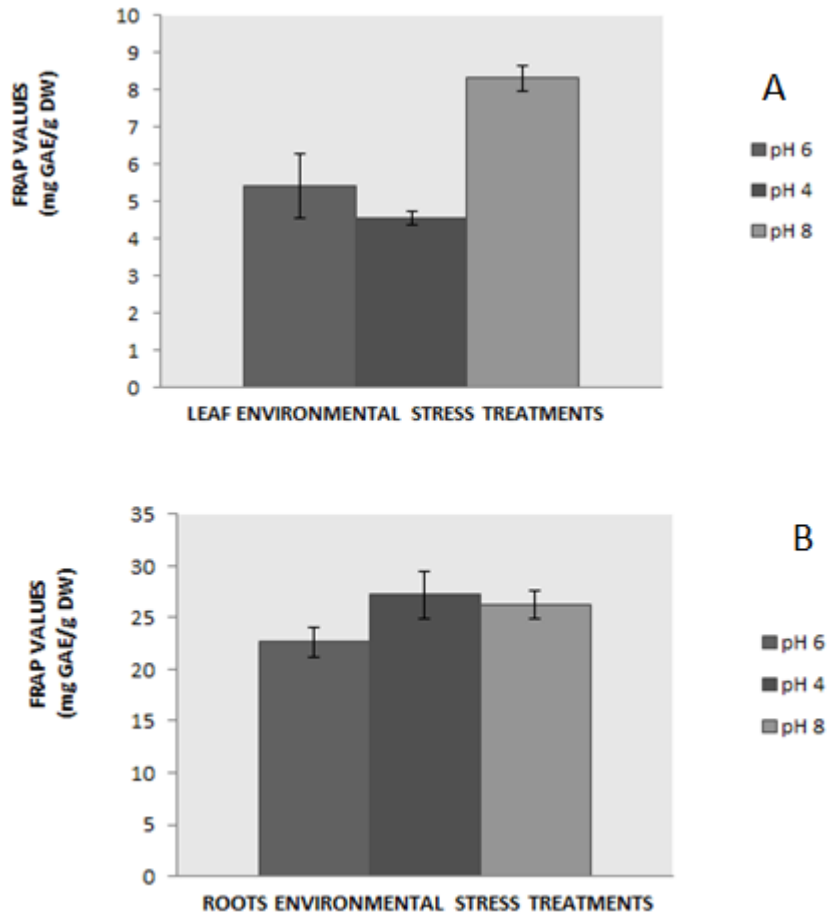 FRAP VALUES
(mg GAE/g DW)
10
9
8
7
6
5
4
3
2
1
0
LEAF ENVIRONMENTAL STRESS TREATMENTS
A
pH 6
pH 4
pH 8
FRAP VALUES
(mg GAE/g DW)
35
30
25
20
15
10
5
0
ROOTS ENVIRONMENTAL STRESS TREATMENTS
B
pH 6
pH 4
pH 8